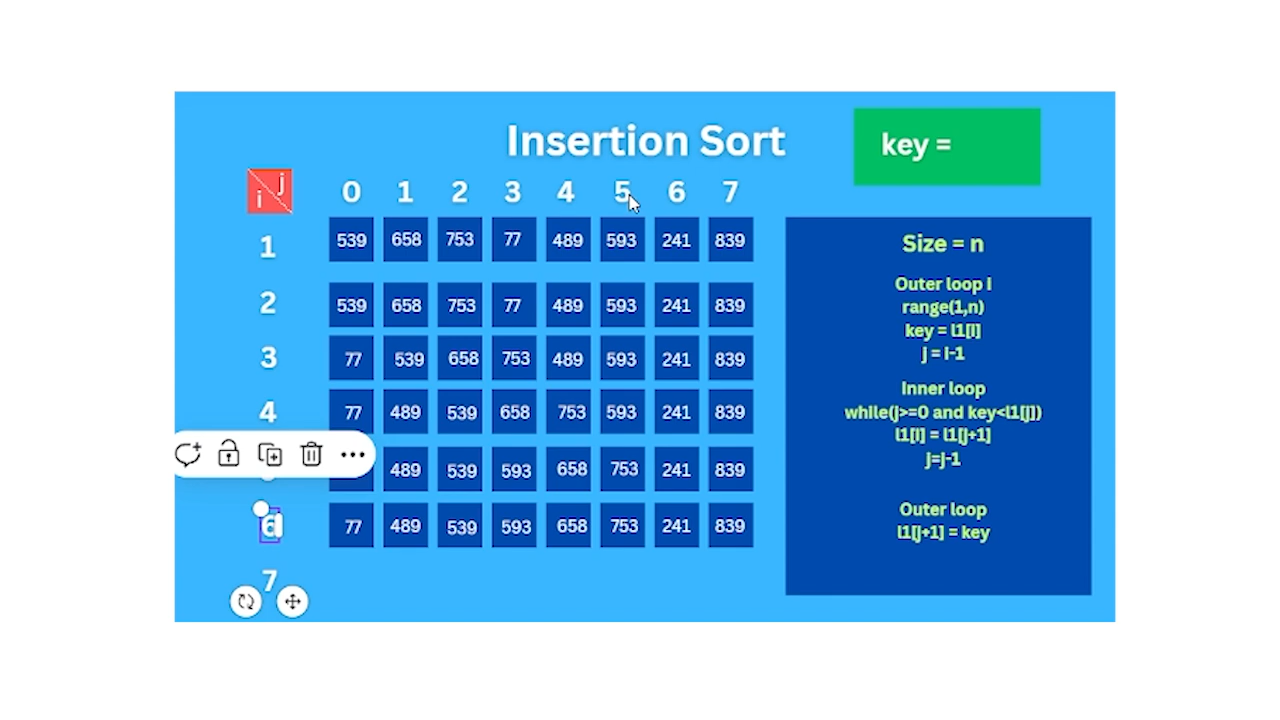 Insertion Sort
key =
j
i
0 1 2 3 4 5 6 7
1
539 658 753 77 489 593 241 839
2
539 658 753 77 489 593 241 839
3
77 539 658 753 489 593 241 839
4
77 489 539 658 753 593 241 839
489 539 593 658 753 241 839
6
77 489 539 593 658 753 241 839
7
Size = n
Outer loop I
range(1,n)
key = l1[i]
j = i-1
Inner loop
while(j>=0 and key<l1[j])
l1[i] = l1[j+1]
j=j-1
Outer loop
l1[j+1] = key